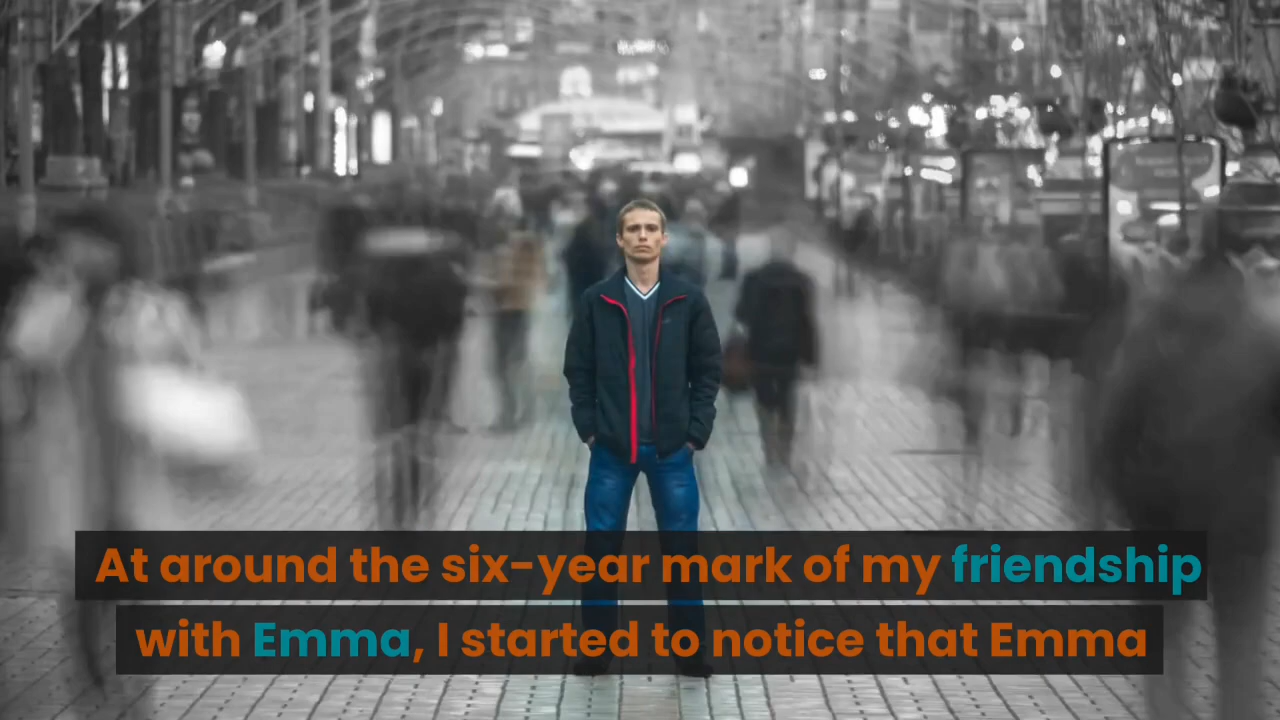 At around the six-year mark of my friendship
with Emma, I started to notice that Emma